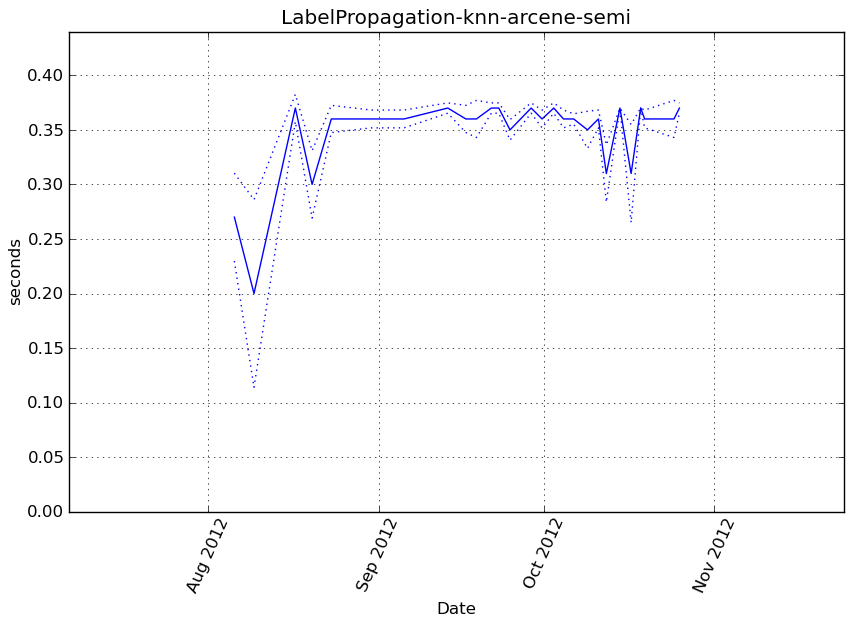 LabelPropagation-knn-arcene-semi
0.40
0.35
0.30
0.25
0.20
0.15
0.10
0.05
0.00
seconds
Aug 2012
Sep 2012
Oct 2012
Nov 2012
Date